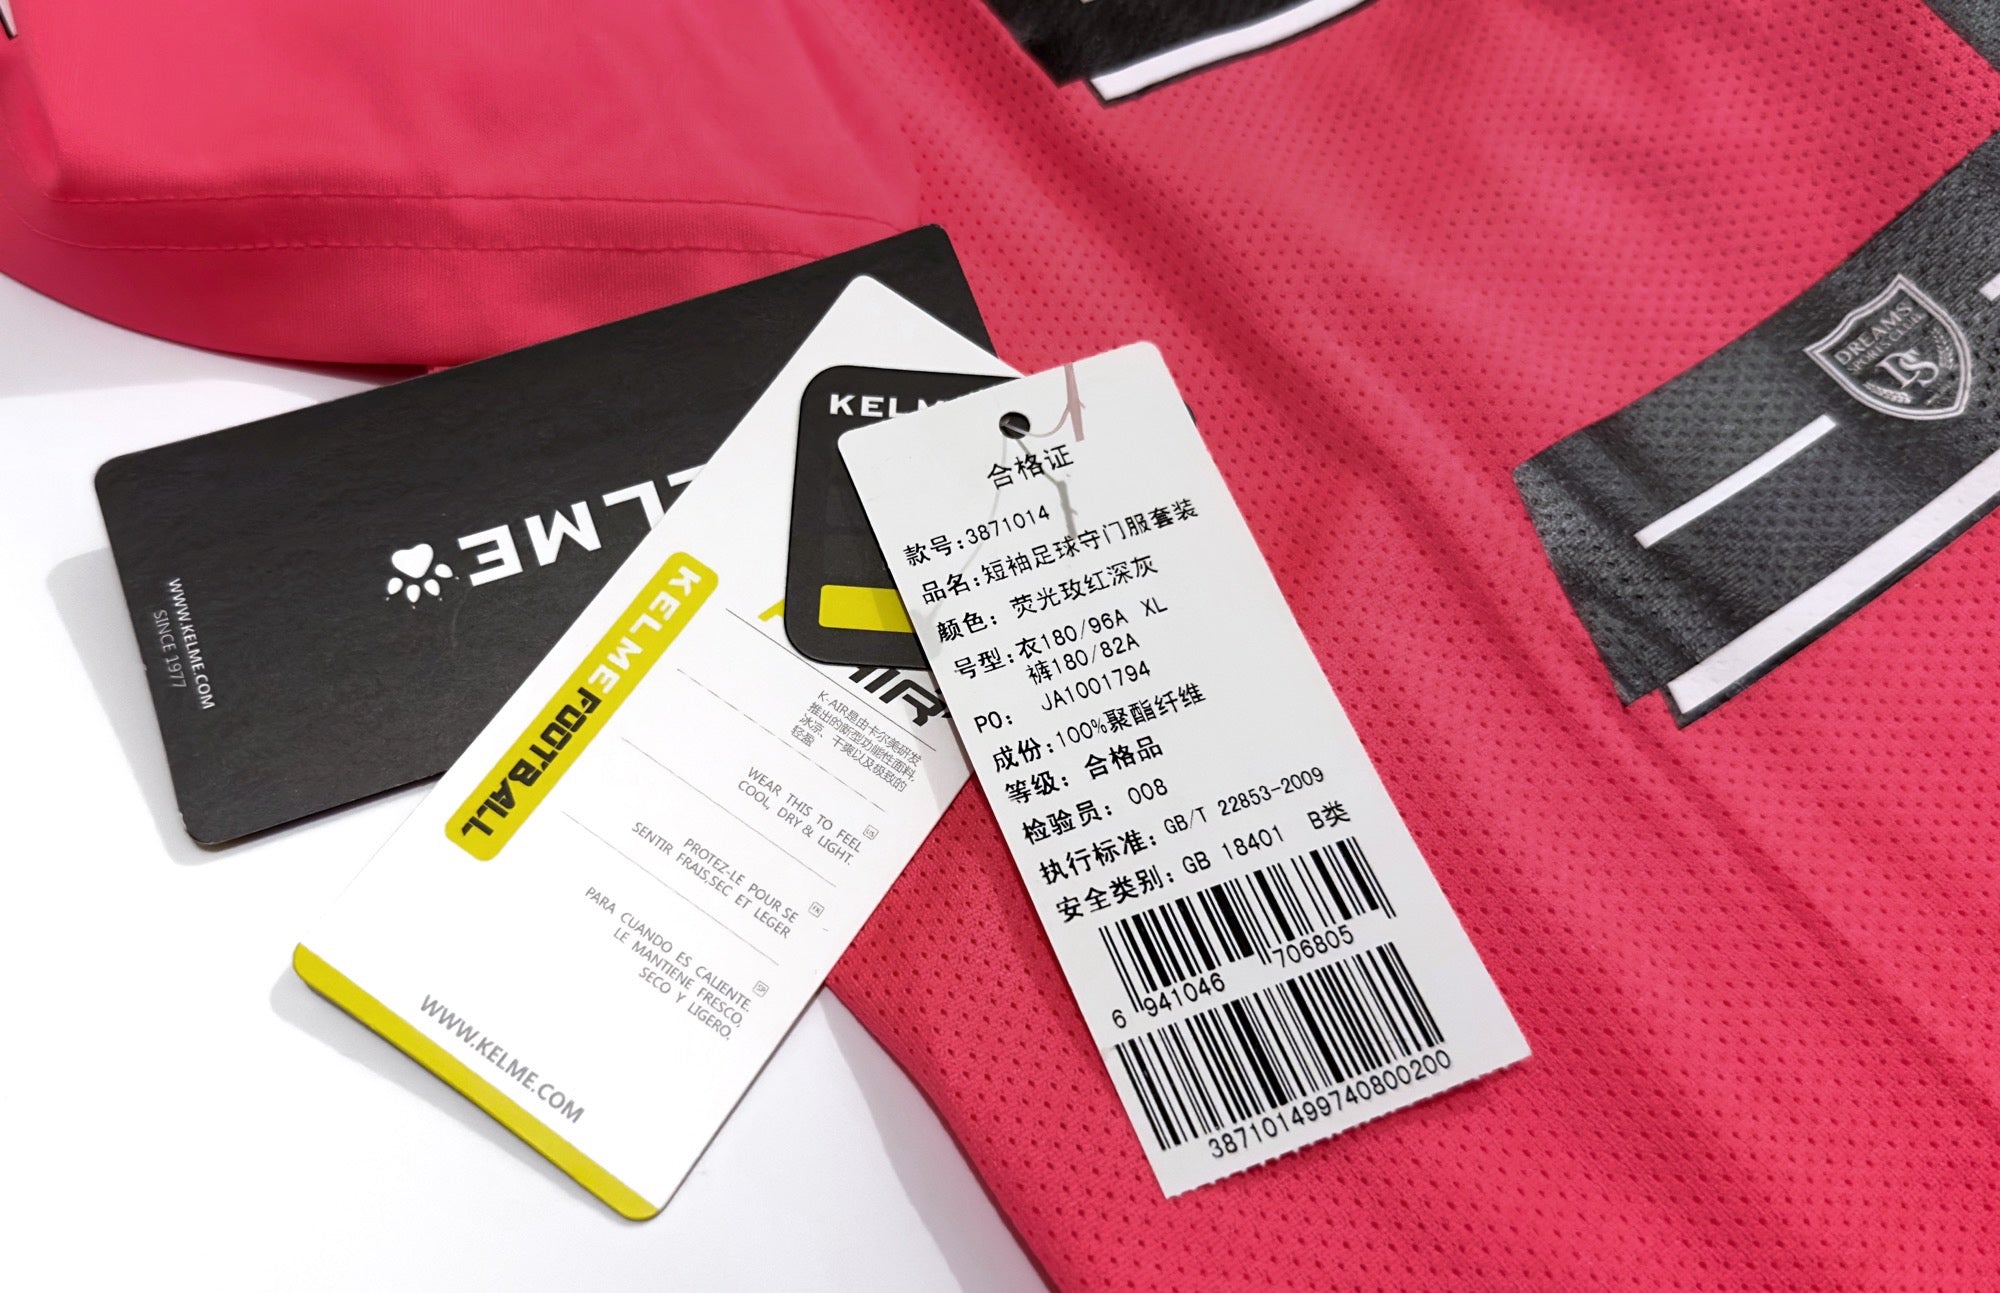 KELME
WWW.KELME.COM
SINCE 1977
KELME
KELME FOOTBALL
K-AIR是由卡尔美研发
推出的新型功能性面料,
冰凉、干爽以及极致的
轻盈
WEAR THIS TO FEEL US
COOL, DRY & LIGHT.
PROTEZ-LE POUR SE FR
SENTIR FRAIS,SEC ET LEGER
PARA CUANDO ES CALIENTE. SP
LE MANTIENE FRESCO,
SECO Y LIGERO,
WWW.KELME.COM
合格证
款号:3871014
品名:短袖足球守门服套装
颜色: 荧光玫红深灰
号型:衣180/96A XL
裤180/82A
PO: JA1001794
成份:100%聚酯纤维
等级: 合格品
检验员: 008
执行标准: GB/T 22853-2009
安全类别: GB 18401 B类
6 941046 706805
387101499740800200
DREAMS
SPORTS CLUB
DS